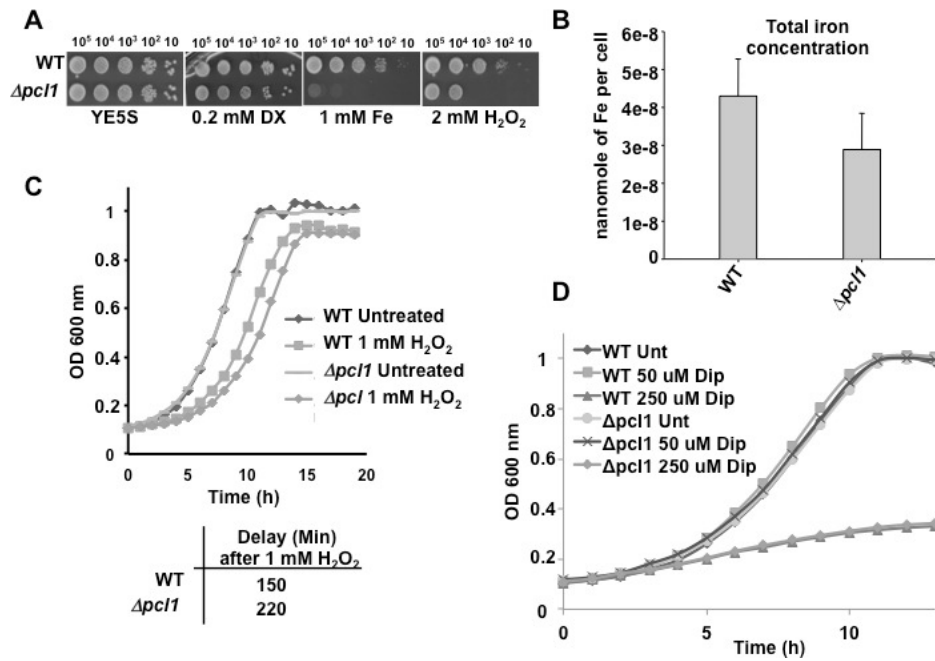 A
10⁵ 10⁴ 10³ 10² 10 10⁵ 10⁴ 10³ 10² 10 10⁵ 10⁴ 10³ 10² 10 10⁵ 10⁴ 10³ 10² 10
WT
Δpcl1
YE5S 0.2 mM DX 1 mM Fe 2 mM H₂O₂
B
Total iron
concentration
nanomole of Fe per cell
6e-8
5e-8
4e-8
3e-8
2e-8
1e-8
0
WT Δpcl1
C
OD 600 nm
1
0.8
0.6
0.4
0.2
0
0 5 10 15 20
Time (h)
WT Untreated
WT 1 mM H₂O₂
Δpcl1 Untreated
Δpcl 1 mM H₂O₂
Delay (Min)
after 1 mM H₂O₂
WT 150
Δpcl1 220
D
OD 600 nm
1
0.8
0.6
0.4
0.2
0
0 5 10
Time (h)
WT Unt
WT 50 uM Dip
WT 250 uM Dip
Δpcl1 Unt
Δpcl1 50 uM Dip
Δpcl1 250 uM Dip